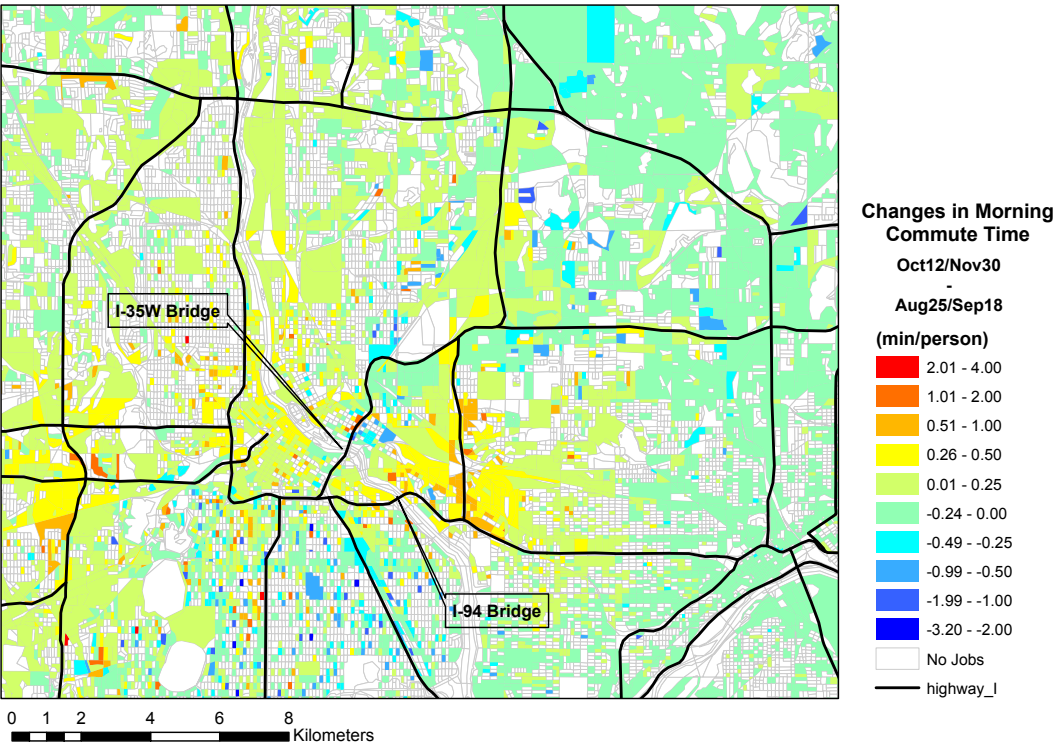 I-35W Bridge
I-94 Bridge
Changes in Morning
Commute Time
Oct12/Nov30
-
Aug25/Sep18
(min/person)
2.01 - 4.00
1.01 - 2.00
0.51 - 1.00
0.26 - 0.50
0.01 - 0.25
-0.24 - 0.00
-0.49 - -0.25
-0.99 - -0.50
-1.99 - -1.00
-3.20 - -2.00
No Jobs
highway_I
0 1 2 4 6 8
Kilometers